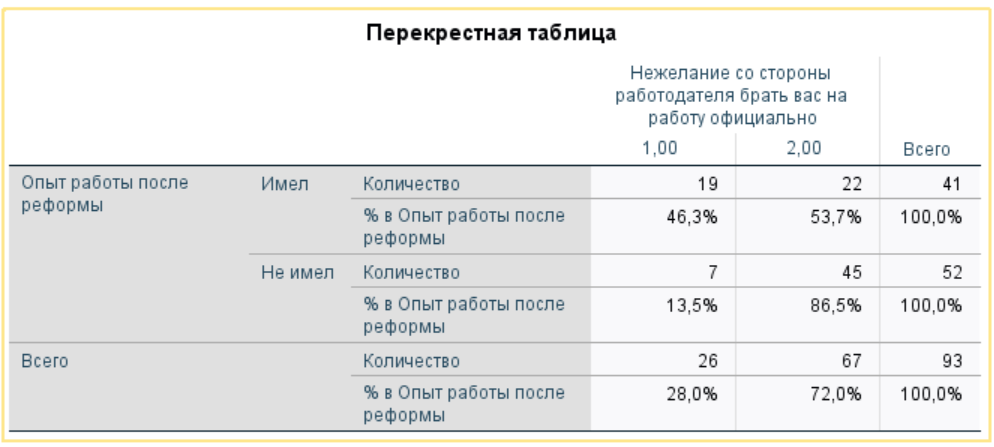 Перекрестная таблица
Нежелание со стороны
работодателя брать вас на
работу официально
1,00 2,00 Всего
Опыт работы после
реформы
Имел Количество 19 22 41
% в Опыт работы после
реформы
46,3% 53,7% 100,0%
Не имел Количество 7 45 52
% в Опыт работы после
реформы
13,5% 86,5% 100,0%
Всего Количество 26 67 93
% в Опыт работы после
реформы
28,0% 72,0% 100,0%